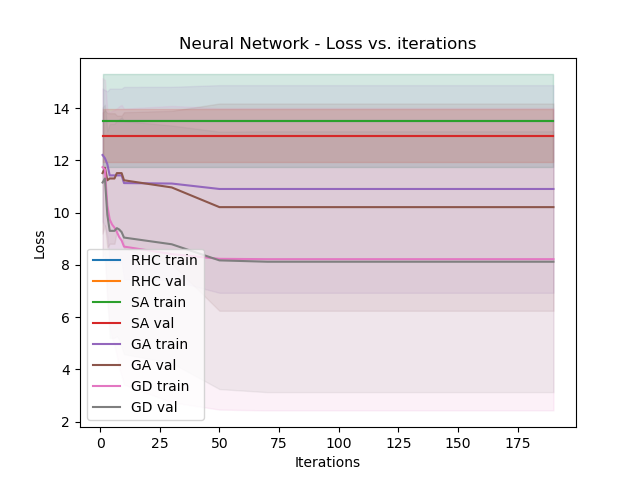 Neural Network - Loss vs. iterations
Loss
14
12
10
8
6
4
2
RHC train
RHC val
SA train
SA val
GA train
GA val
GD train
GD val
0 25 50 75 100 125 150 175
Iterations